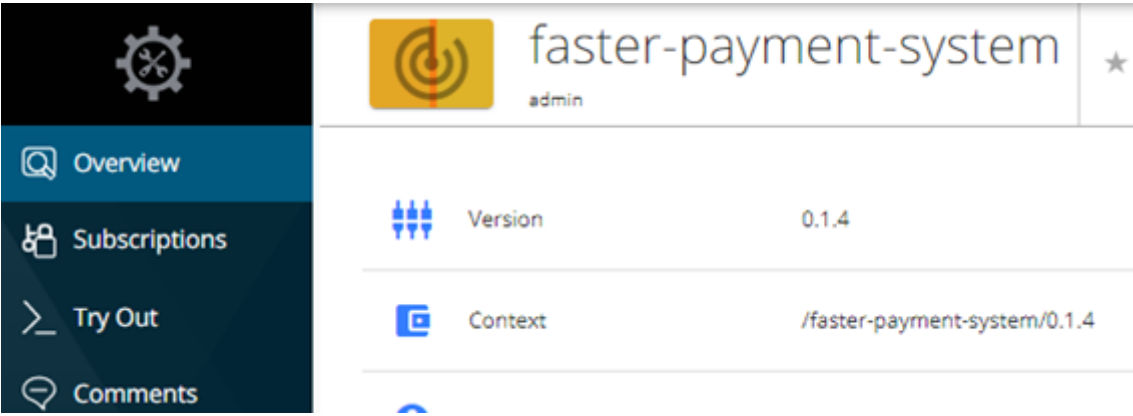 faster-payment-system
admin
Overview
Version 0.1.4
Subscriptions
Context /faster-payment-system/0.1.4
Try Out
Comments